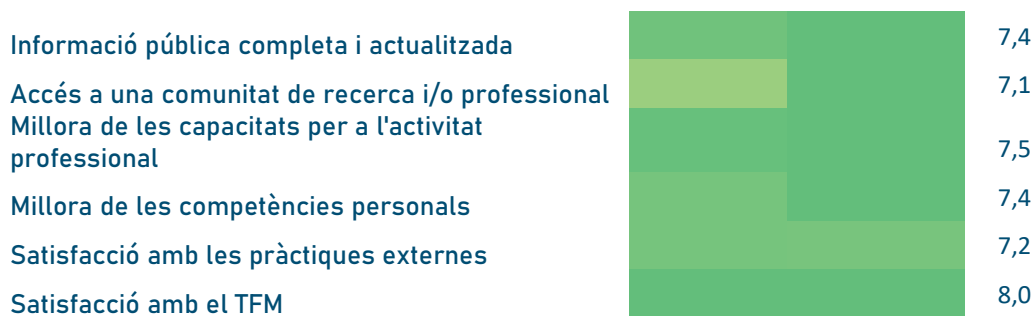 Informació pública completa i actualitzada 7,4
Accés a una comunitat de recerca i/o professional 7,1
Millora de les capacitats per a l'activitat
professional 7,5
Millora de les competències personals 7,4
Satisfacció amb les pràctiques externes 7,2
Satisfacció amb el TFM 8,0